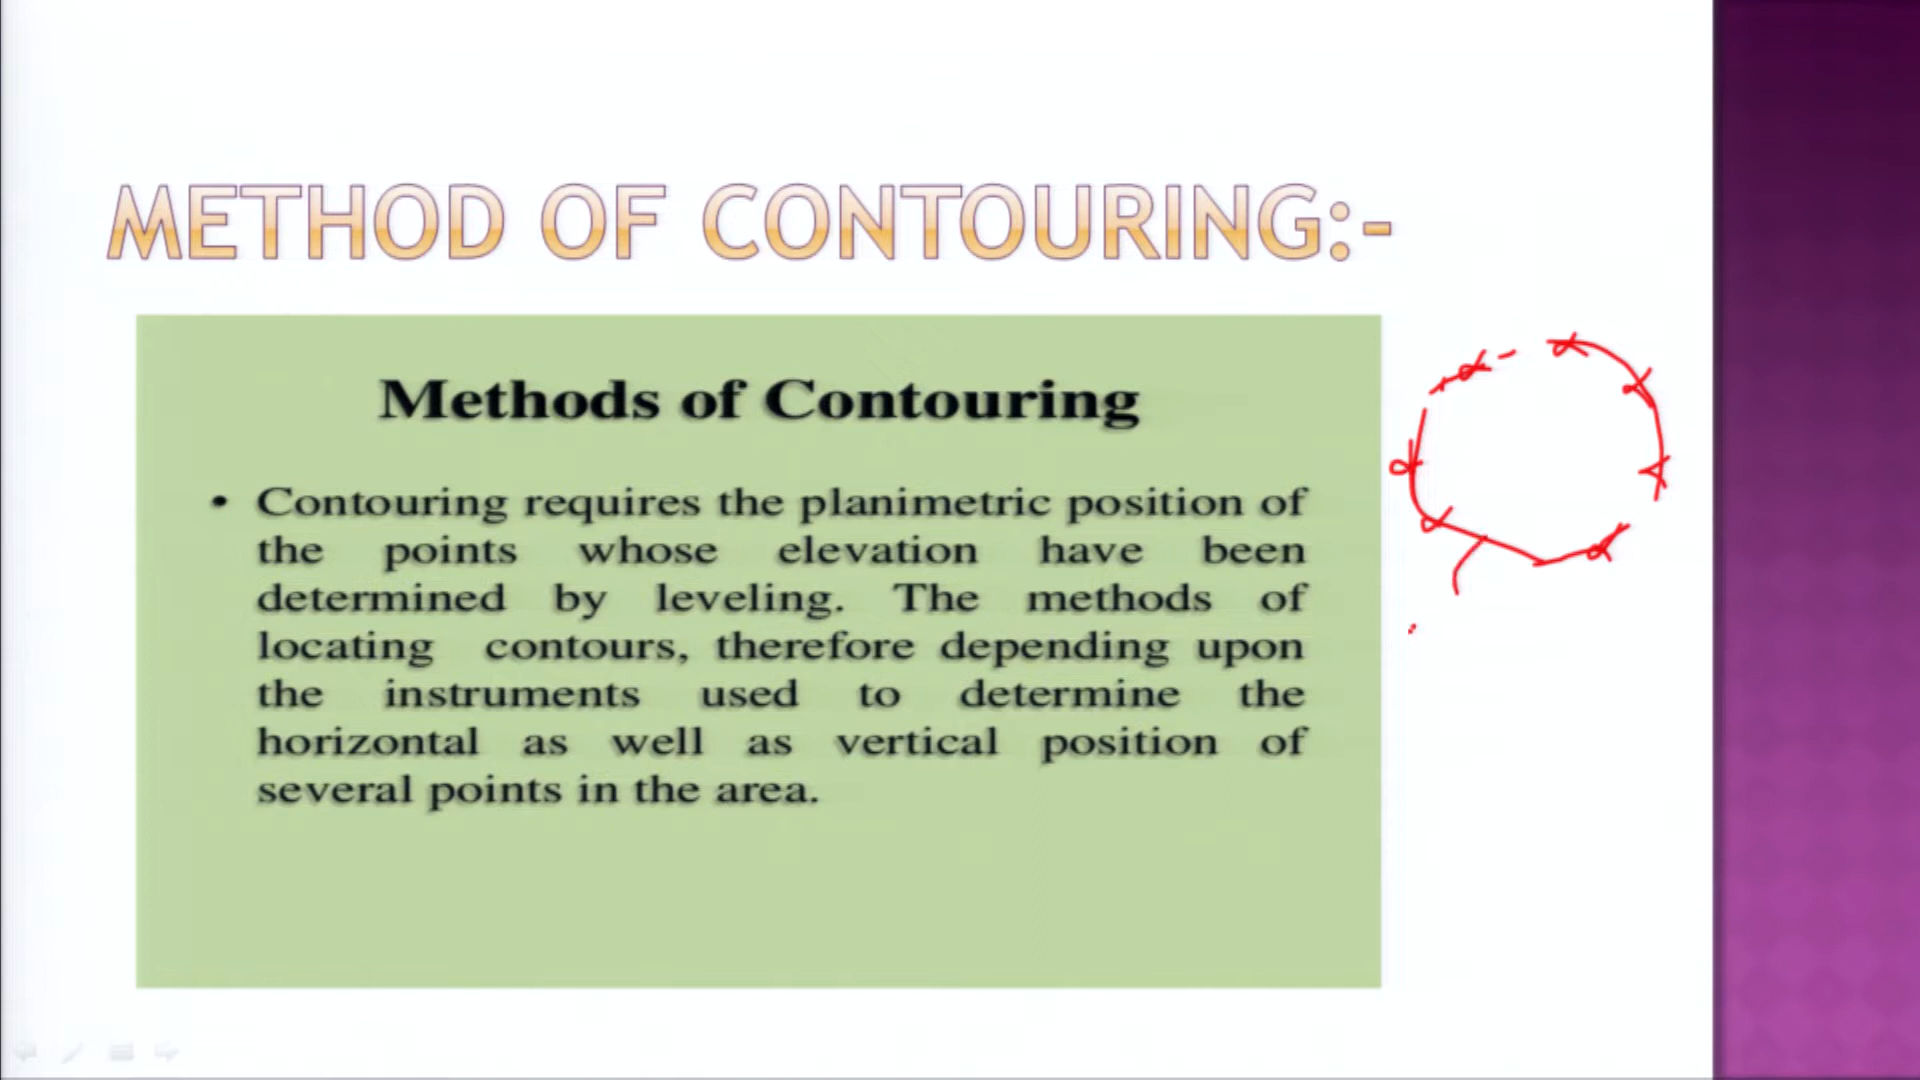 METHOD OF CONTOURING:-
Methods of Contouring
• Contouring requires the planimetric position of
the points whose elevation have been
determined by leveling. The methods of
locating contours, therefore depending upon
the instruments used to determine the
horizontal as well as vertical position of
several points in the area.